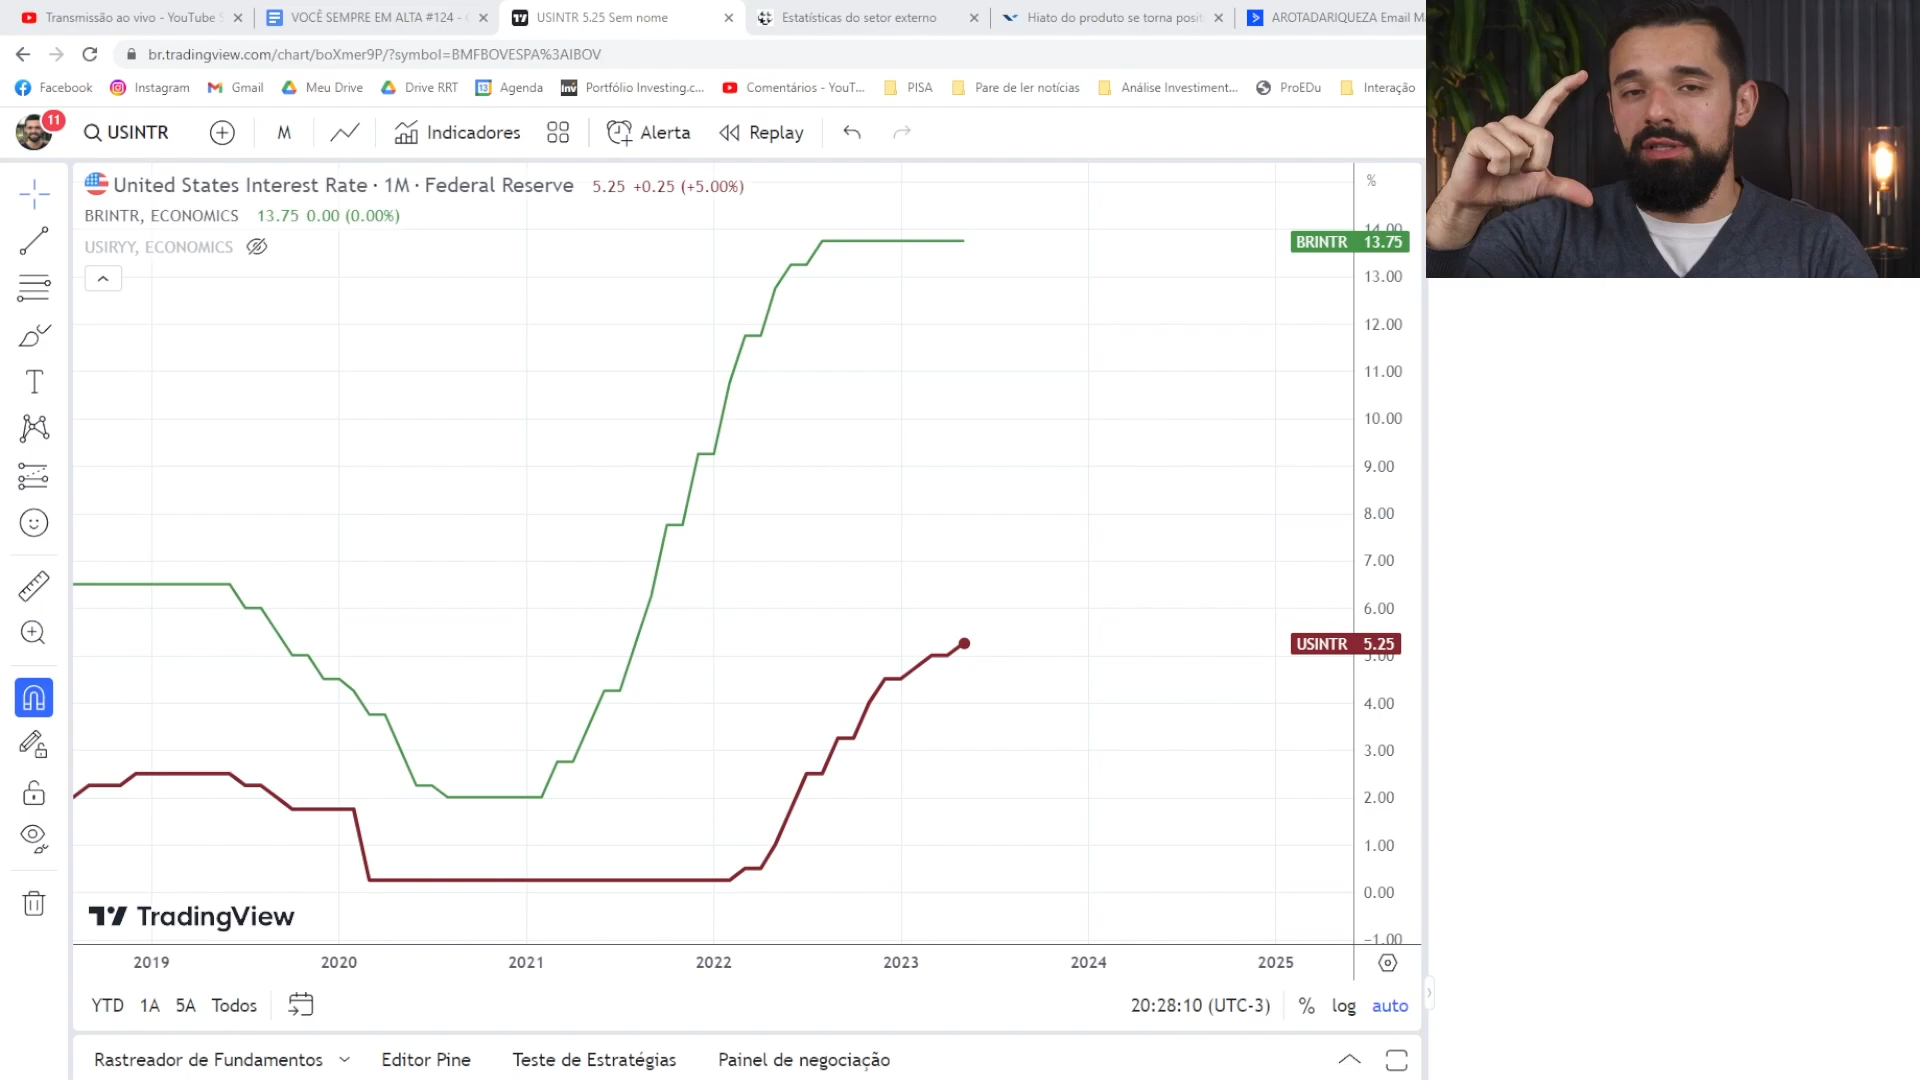 Transmissão ao vivo - YouTube S
VOCÊ SEMPRE EM ALTA #124 - 
USINTR 5.25 Sem nome
Estatísticas do setor externo
Hiato do produto se torna posit
AROTADARIQUEZA Email M
br.tradingview.com/chart/boXmer9P/?symbol=BMFBOVESPA%3AIBOV
Facebook
Instagram
Gmail
Meu Drive
Drive RRT
Agenda
Portfólio Investing.c...
Comentários - YouT...
PISA
Pare de ler notícias
Análise Investiment...
ProEDu
Interação
11
USINTR
M
Indicadores
Alerta
Replay
United States Interest Rate · 1M · Federal Reserve 5.25 +0.25 (+5.00%)
BRINTR, ECONOMICS 13.75 0.00 (0.00%)
USIRYY, ECONOMICS
%
14.00
BRINTR 13.75
13.00
12.00
11.00
10.00
9.00
8.00
7.00
6.00
USINTR 5.25
5.00
4.00
3.00
2.00
1.00
0.00
−1.00
TradingView
2019 2020 2021 2022 2023 2024 2025
YTD 1A 5A Todos
20:28:10 (UTC-3) % log auto
Rastreador de Fundamentos Editor Pine Teste de Estratégias Painel de negociação